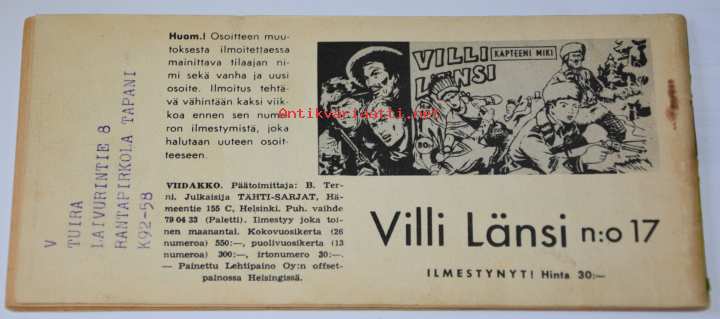 Huom.! Osoitteen muu-
toksesta ilmoitettaessa
mainittava tilaajan ni-
mi sekä vanha ja uusi
osoite. Ilmoitus tehtä-
vä vähintään kaksi viik-
koa ennen sen nume-
ron ilmestymistä, joka
halutaan uuteen osoit-
teeseen.
VIIDAKKO. Päätoimittaja: B. Ter-
ni. Julkaisija TÄHTI-SARJAT, Hä-
meentie 155 C, Helsinki. Puh. vaihde
79 04 33 (Paletti). Ilmestyy joka toi-
nen maanantai. Kokovuosikerta (26
numeroa) 550:—, puolivuosikerta (13
numeroa) 300:—, irtonumero 30:—.
— Painettu Lehtipaino Oy:n offset-
painossa Helsingissä.
V
TUIRA
LAIVURINTIE 8
RANTAPIRKOLA TAPANI
K92-58
VILLI
KAPTEENI MIKI
LÄNSI
30:-
Antikvariaatti.net
Villi Länsi n:o 17
ILMESTYNYT! Hinta 30:—